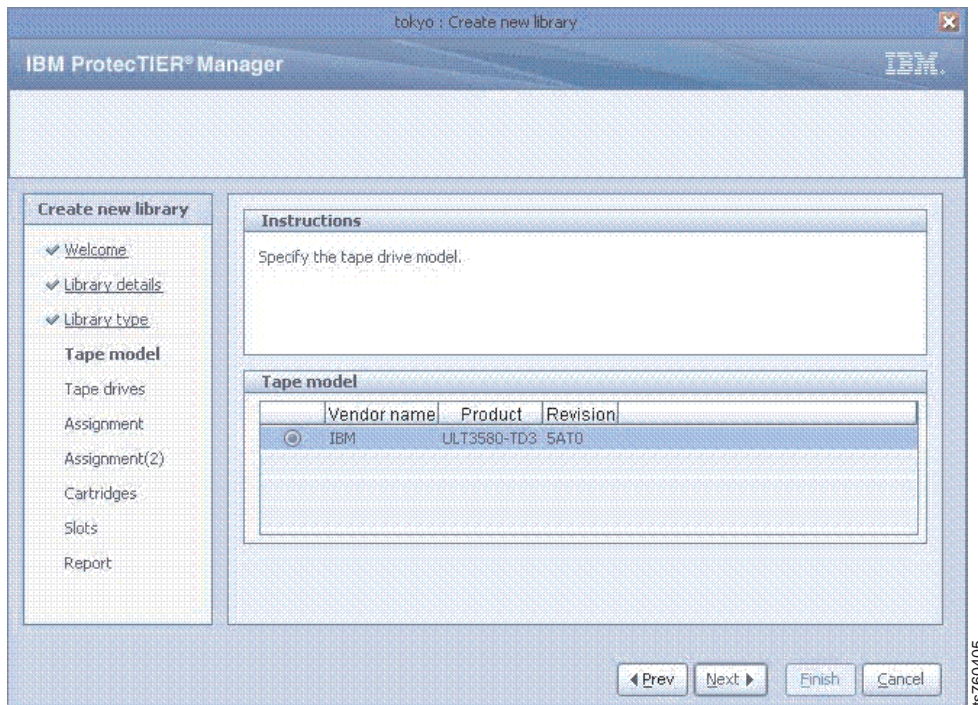 tokyo : Create new library
IBM ProtecTIER® Manager
IBM.
Create new library
Welcome
Library details
Library type
Tape model
Tape drives
Assignment
Assignment(2)
Cartridges
Slots
Report
Instructions
Specify the tape drive model.
Tape model
Vendor name Product Revision
IBM ULT3580-TD3 5AT0
Prev Next Finish Cancel
ts760405